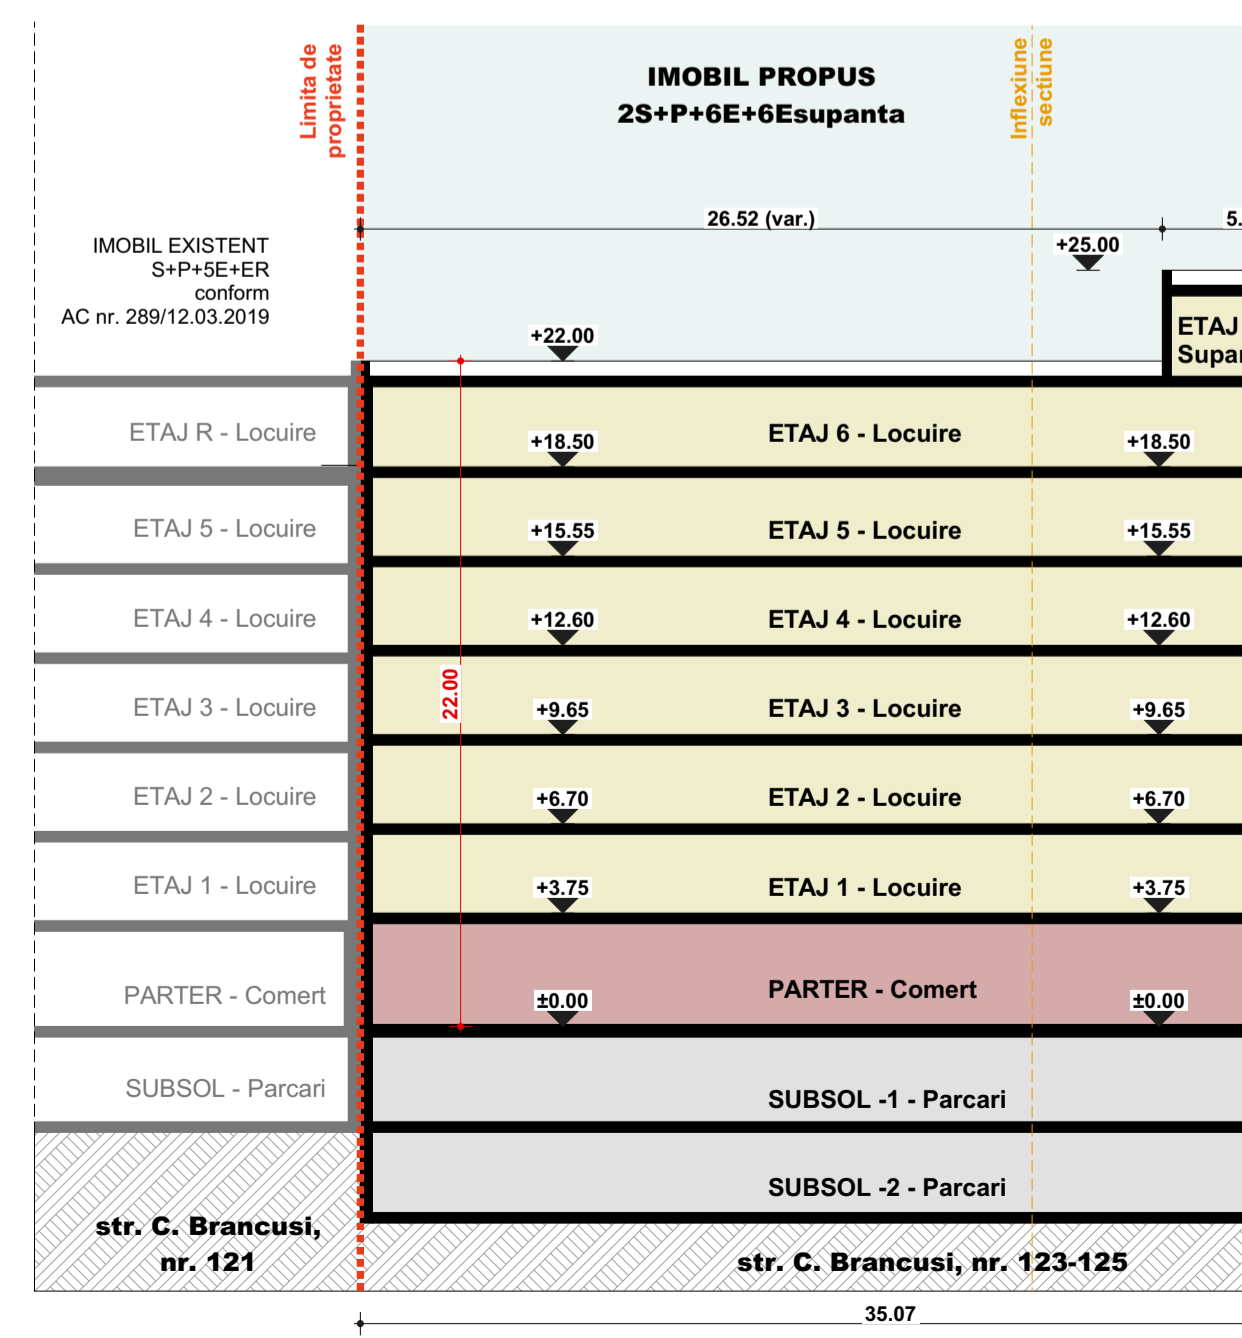 Limita de
proprietate
IMOBIL PROPUS
2S+P+6E+6Esupanta
Inflexiune
sectiune
26.52 (var.)
5.
IMOBIL EXISTENT
S+P+5E+ER
conform
AC nr. 289/12.03.2019
+25.00
+22.00
ETAJ
Supan
ETAJ R - Locuire
+18.50
ETAJ 6 - Locuire
+18.50
ETAJ 5 - Locuire
+15.55
ETAJ 5 - Locuire
+15.55
ETAJ 4 - Locuire
+12.60
ETAJ 4 - Locuire
+12.60
22.00
ETAJ 3 - Locuire
+9.65
ETAJ 3 - Locuire
+9.65
ETAJ 2 - Locuire
+6.70
ETAJ 2 - Locuire
+6.70
ETAJ 1 - Locuire
+3.75
ETAJ 1 - Locuire
+3.75
PARTER - Comert
±0.00
PARTER - Comert
±0.00
SUBSOL - Parcari
SUBSOL -1 - Parcari
SUBSOL -2 - Parcari
str. C. Brancusi,
nr. 121
str. C. Brancusi, nr. 123-125
35.07